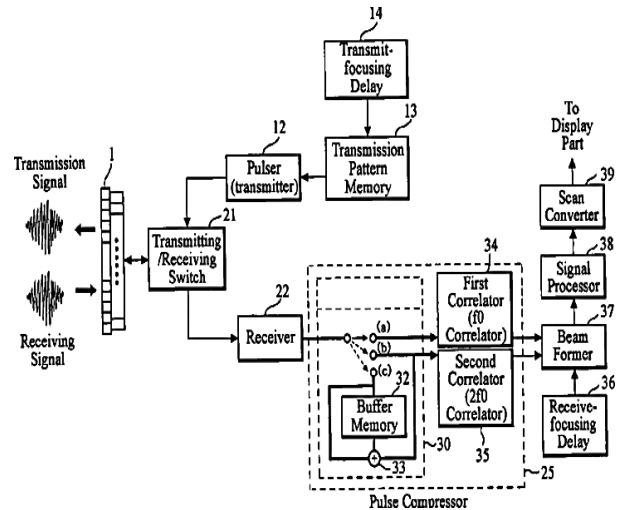 14
Transmit-
focusing
Delay
13
Transmission
Pattern
Memory
12
Pulser
(transmitter)
1
Transmission
Signal
Receiving
Signal
21
Transmitting
/Receiving
Switch
22
Receiver
(a)
(b)
(c)
32
Buffer
Memory
33
30
34
First
Correlator
(f0
Correlator)
Second
Correlator
(2f0
Correlator)
35
25
Pulse Compressor
To
Display
Part
39
Scan
Converter
38
Signal
Processor
37
Beam
Former
36
Receive-
focusing
Delay